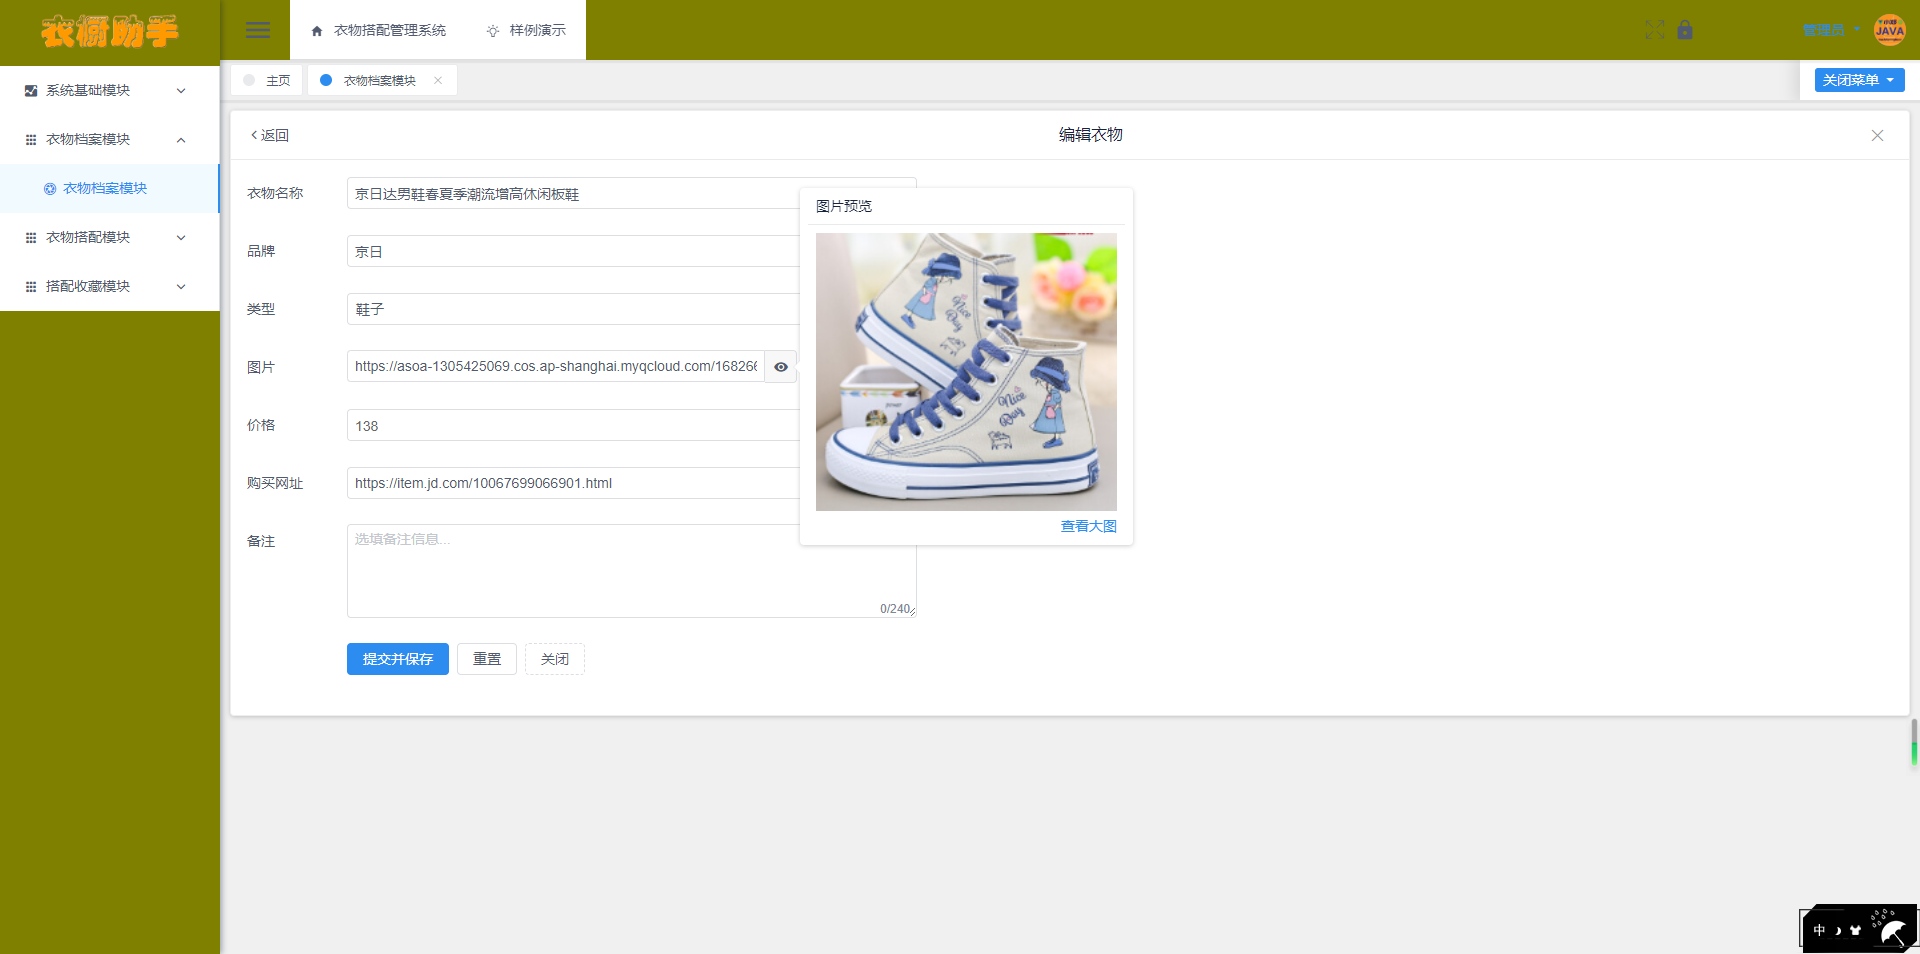 衣橱助手
衣物搭配管理系统
样例演示
管理员
JAVA
系统基础模块
衣物档案模块
衣物档案模块
衣物搭配模块
搭配收藏模块
主页
衣物档案模块
关闭菜单
返回
编辑衣物
衣物名称
京日达男鞋春夏季潮流增高休闲板鞋
品牌
京日
类型
鞋子
图片
https://asoa-1305425069.cos.ap-shanghai.myqcloud.com/16826
价格
138
购买网址
https://item.jd.com/10067699066901.html
备注
选填备注信息...
0/240
提交并保存
重置
关闭
图片预览
Nice
Day
power
Nice
Day
查看大图
中